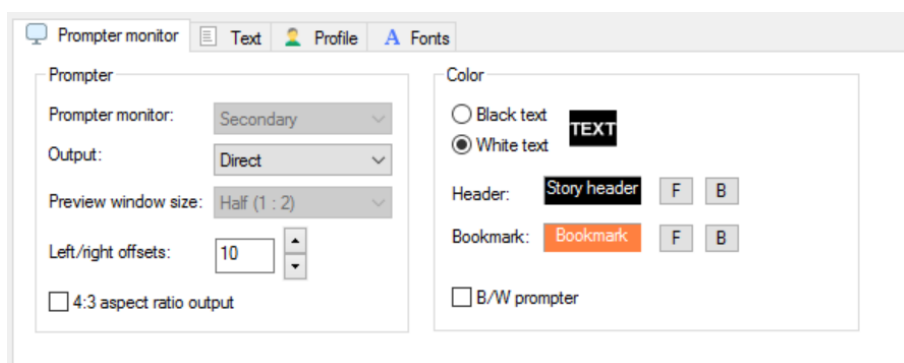 Prompter monitor Text Profile Fonts
Prompter
Prompter monitor: Secondary
Output: Direct
Preview window size: Half (1 : 2)
Left/right offsets: 10
4:3 aspect ratio output
Color
Black text
White text
TEXT
Header: Story header F B
Bookmark: Bookmark F B
B/W prompter